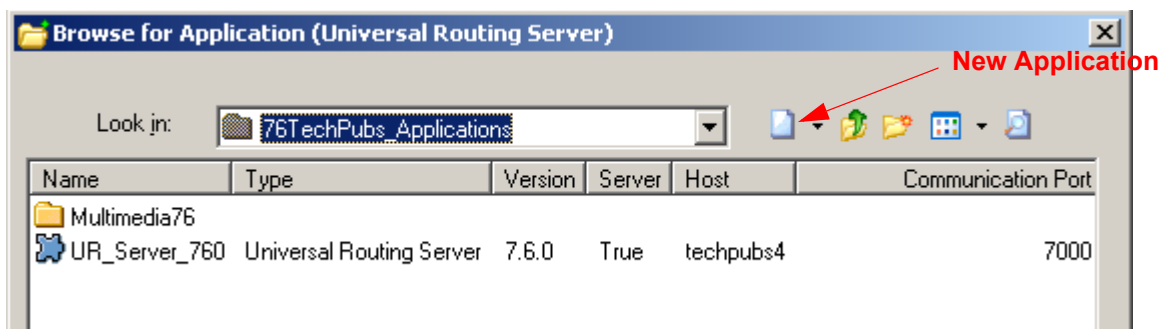 Browse for Application (Universal Routing Server)
New Application
Look in: 76TechPubs_Applications
Name Type Version Server Host Communication Port
Multimedia76
UR_Server_760 Universal Routing Server 7.6.0 True techpubs4 7000